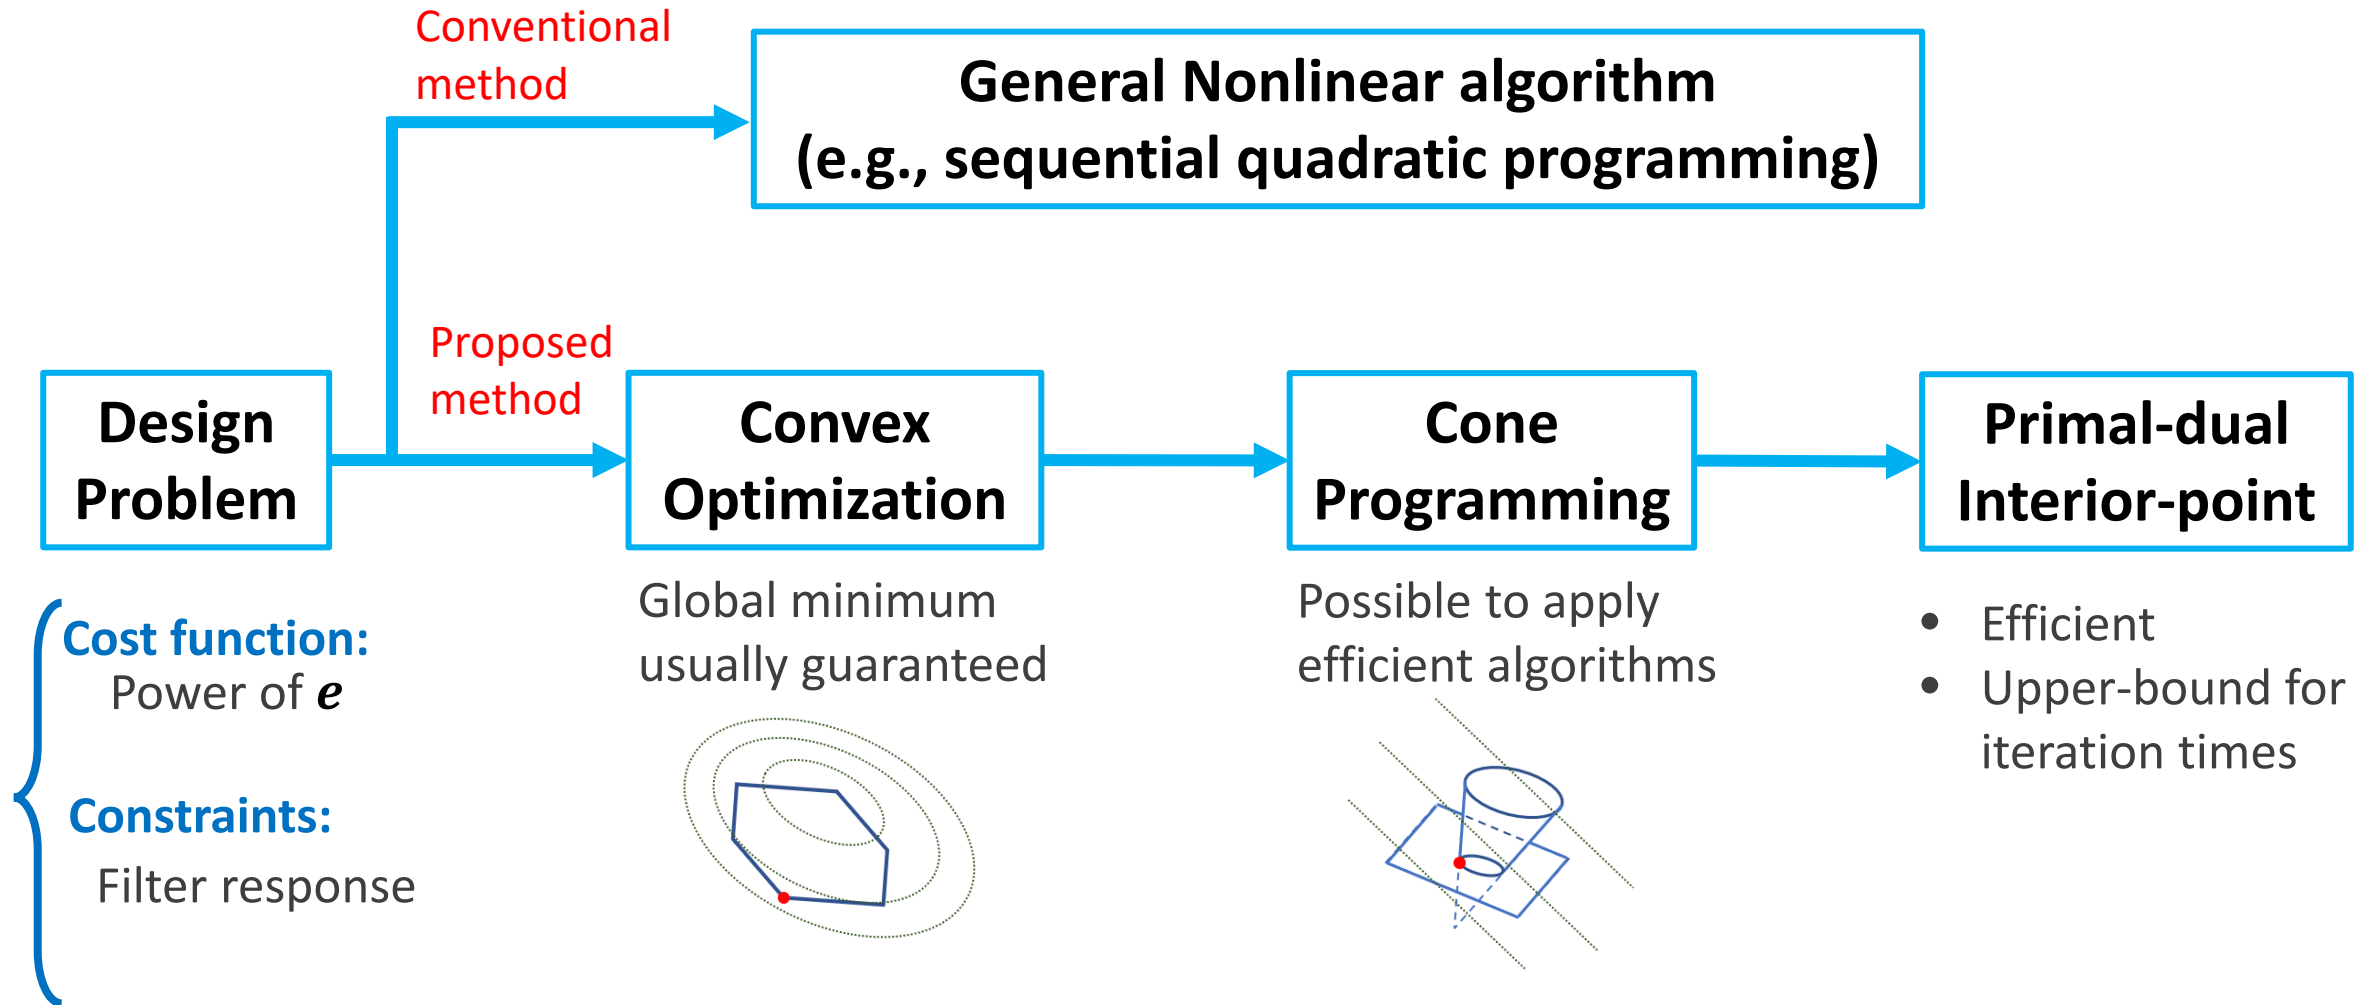 Conventional
method
General Nonlinear algorithm
(e.g., sequential quadratic programming)
Proposed
method
Design
Problem
Convex
Optimization
Cone
Programming
Primal-dual
Interior-point
Cost function:
Power of e
Constraints:
Filter response
Global minimum
usually guaranteed
Possible to apply
efficient algorithms
• Efficient
• Upper-bound for
iteration times